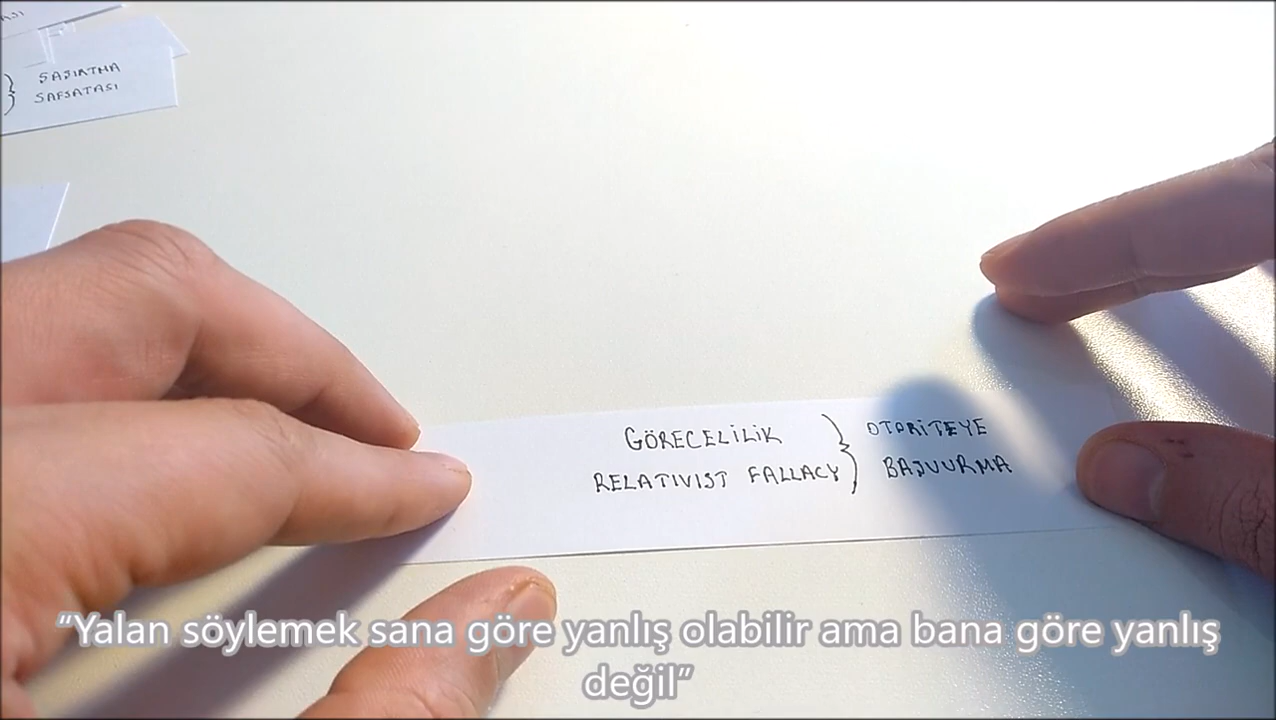 ŞAŞIRTMA
SAFSATASI
GÖRECELİLİK
RELATIVIST FALLACY
OTORİTEYE
BAŞVURMA
“Yalan söylemek sana göre yanlış olabilir ama bana göre yanlış
değil”